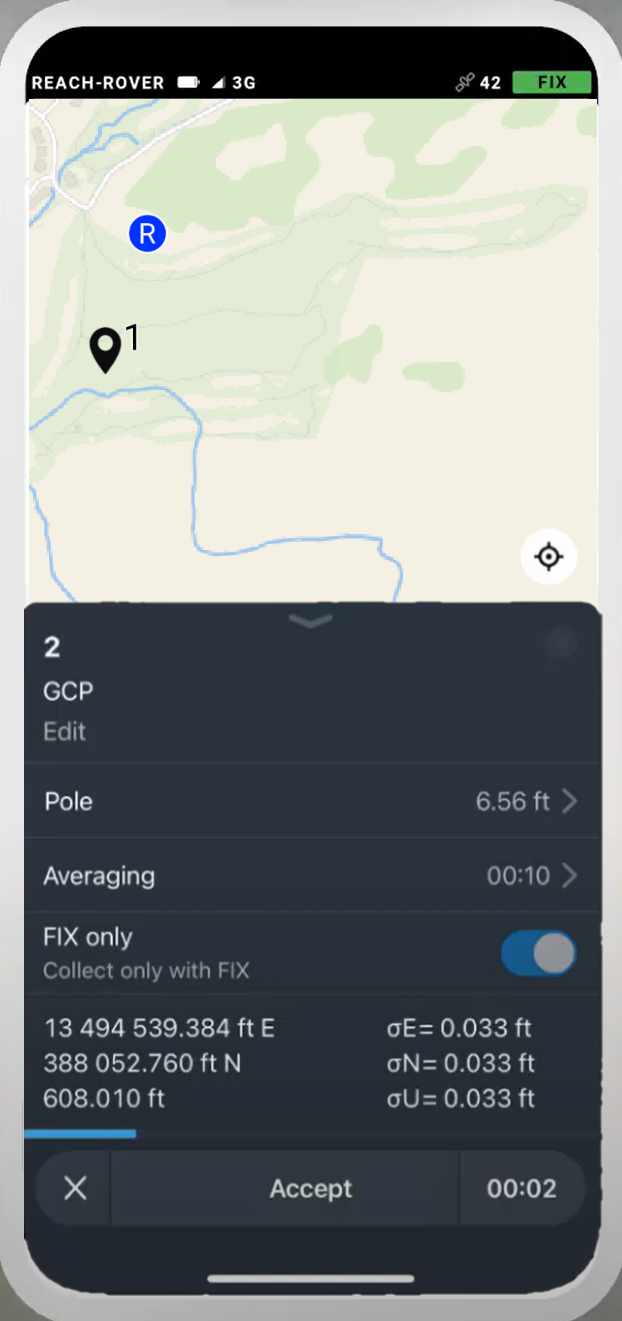 REACH-ROVER 3G 42 FIX
R
1
2
GCP
Edit
Pole 6.56 ft
Averaging 00:10
FIX only
Collect only with FIX
13 494 539.384 ft E σE= 0.033 ft
388 052.760 ft N σN= 0.033 ft
608.010 ft σU= 0.033 ft
Accept 00:02